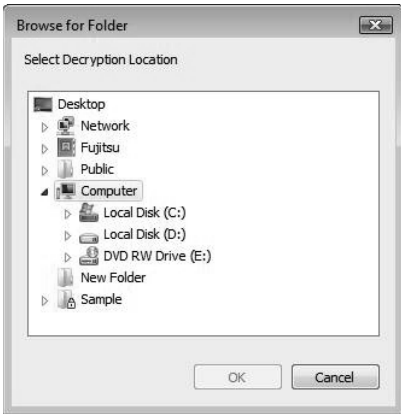 Browse for Folder
Select Decryption Location
Desktop
Network
Fujitsu
Public
Computer
Local Disk (C:)
Local Disk (D:)
DVD RW Drive (E:)
New Folder
Sample
OK
Cancel